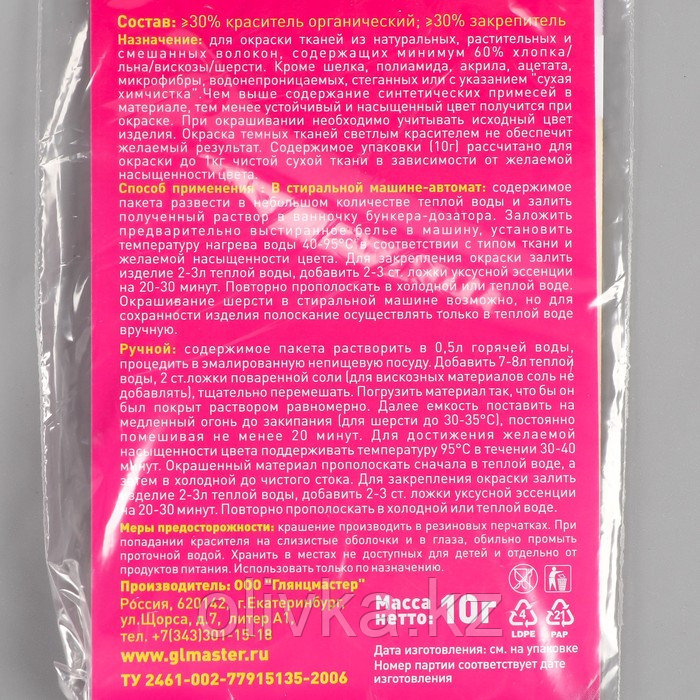 Состав: ≥30% краситель органический; ≥30% закрепитель
Назначение: для окраски тканей из натуральных, растительных и
смешанных волокон, содержащих минимум 60% хлопка/
льна/вискозы/шерсти. Кроме шелка, полиамида, акрила, ацетата,
микрофибры, водонепроницаемых, стеганных или с указанием "сухая
химчистка".Чем выше содержание синтетических примесей в
материале, тем менее устойчивый и насыщенный цвет получится при
окраске. При окрашивании необходимо учитывать исходный цвет
изделия. Окраска темных тканей светлым красителем не обеспечит
желаемый результат. Содержимое упаковки (10г) рассчитано для
окраски до 1кг чистой сухой ткани в зависимости от желаемой
насыщенности цвета.
Способ применения : В стиральной машине-автомат: содержимое
пакета развести в небольшом количестве теплой воды и залить
полученный раствор в ванночку бункера-дозатора. Заложить
предварительно выстиранное белье в машину, установить
температуру нагрева воды 40-95°С в соответствии с типом ткани и
желаемой насыщенности цвета. Для закрепления окраски залить
изделие 2-3л теплой воды, добавить 2-3 ст. ложки уксусной эссенции
на 20-30 минут. Повторно прополоскать в холодной или теплой воде.
Окрашивание шерсти в стиральной машине возможно, но для
сохранности изделия полоскание осуществлять только в теплой воде
вручную.
Ручной: содержимое пакета растворить в 0,5л горячей воды,
процедить в эмалированную непищевую посуду. Добавить 7-8л теплой
воды, 2 ст.ложки поваренной соли (для вискозных материалов соль не
добавлять), тщательно перемешать. Погрузить материал так, что бы он
был покрыт раствором равномерно. Далее емкость поставить на
медленный огонь до закипания (для шерсти до 30-35°С), постоянно
помешивая не менее 20 минут. Для достижения желаемой
насыщенности цвета поддерживать температуру 95°С в течении 30-40
минут. Окрашенный материал прополоскать сначала в теплой воде, а
затем в холодной до чистого стока. Для закрепления окраски залить
изделие 2-3л теплой воды, добавить 2-3 ст. ложки уксусной эссенции
на 20-30 минут. Повторно прополоскать в холодной или теплой воде.
Меры предосторожности: крашение производить в резиновых перчатках. При
попадании красителя на слизистые оболочки и в глаза, обильно промыть
проточной водой. Хранить в местах не доступных для детей и отдельно от
продуктов питания. Использовать только по назначению.
Производитель: ООО "Глянцмастер"
Россия, 620142, г.Екатеринбург,
ул.Щорса, д.7, литер А1,
тел.+7(343)301-15-18
www.glmaster.ru
ТУ 2461-002-77915135-2006
Масса
нетто: 10г
LDPE
21
PAP
Дата изготовления: см. на упаковке
Номер партии соответствует дате
изготовления
olivka.kz